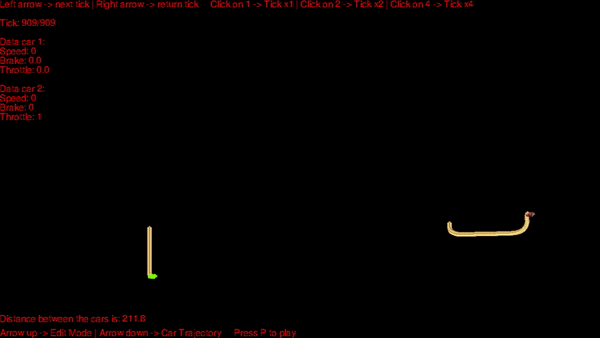 Left arrow -> next tick | Right arrow -> return tick Click on 1 -> Tick x1 | Click on 2 -> Tick x2 | Click on 4 -> Tick x4
Tick: 909/909
Data car 1:
Speed: 0
Brake: 0.0
Throttle: 0.0
Data car 2:
Speed: 0
Brake: 0
Throttle: 1
Distance between the cars is: 211.8
Arrow up -> Edit Mode | Arrow down -> Car Trajectory Press P to play